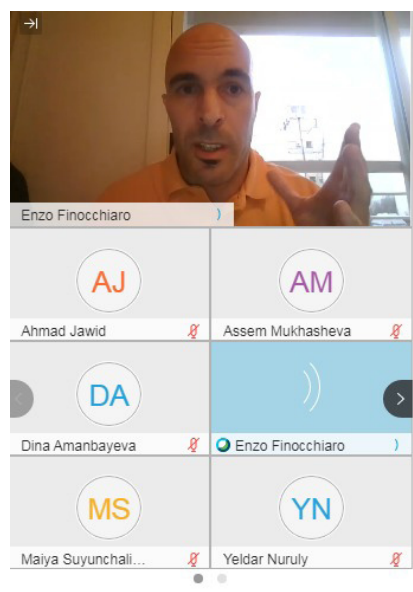 Enzo Finocchiaro
AJ
AM
Ahmad Jawid
Assem Mukhasheva
DA
Dina Amanbayeva
Enzo Finocchiaro
MS
YN
Maiya Suyunchali...
Yeldar Nuruly